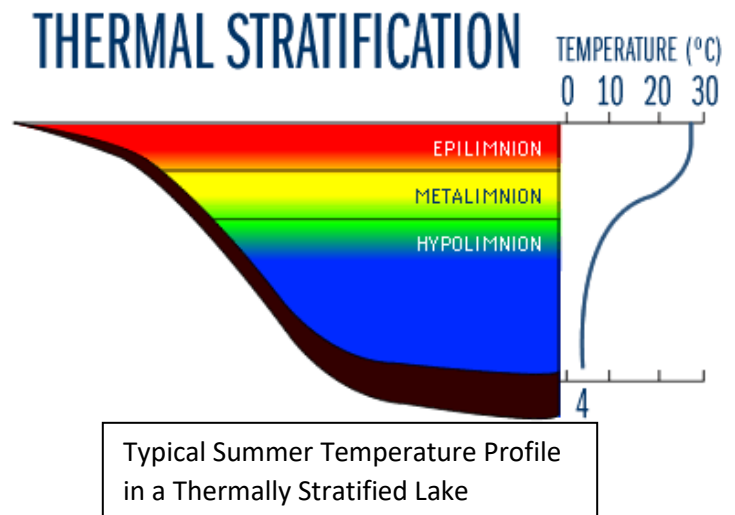 THERMAL STRATIFICATION
TEMPERATURE (°C)
0 10 20 30
EPILIMNION
METALIMNION
HYPOLIMNION
4
Typical Summer Temperature Profile
in a Thermally Stratified Lake